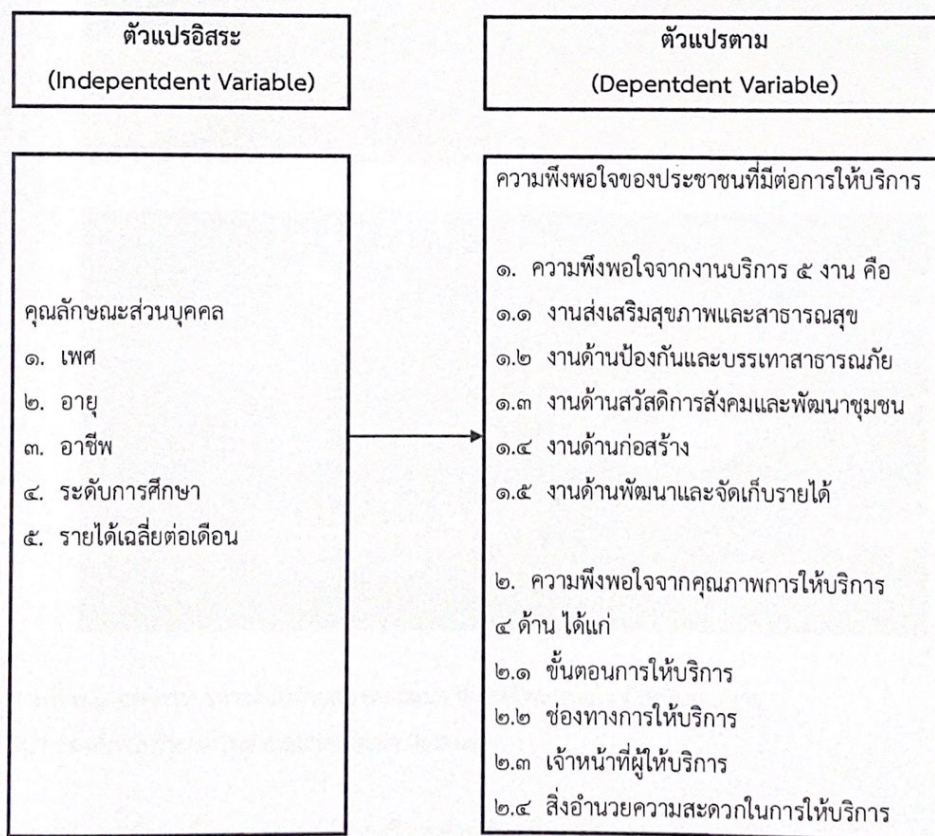 ตัวแปรอิสระ
(Indepentdent Variable)
ตัวแปรตาม
(Depentdent Variable)
คุณลักษณะส่วนบุคคล
๑. เพศ
๒. อายุ
๓. อาชีพ
๔. ระดับการศึกษา
๕. รายได้เฉลี่ยต่อเดือน
ความพึงพอใจของประชาชนที่มีต่อการให้บริการ
๑. ความพึงพอใจจากงานบริการ ๕ งาน คือ
๑.๑ งานส่งเสริมสุขภาพและสาธารณสุข
๑.๒ งานด้านป้องกันและบรรเทาสาธารณภัย
๑.๓ งานด้านสวัสดิการสังคมและพัฒนาชุมชน
๑.๔ งานด้านก่อสร้าง
๑.๕ งานด้านพัฒนาและจัดเก็บรายได้
๒. ความพึงพอใจจากคุณภาพการให้บริการ
๔ ด้าน ได้แก่
๒.๑ ขั้นตอนการให้บริการ
๒.๒ ช่องทางการให้บริการ
๒.๓ เจ้าหน้าที่ผู้ให้บริการ
๒.๔ สิ่งอำนวยความสะดวกในการให้บริการ